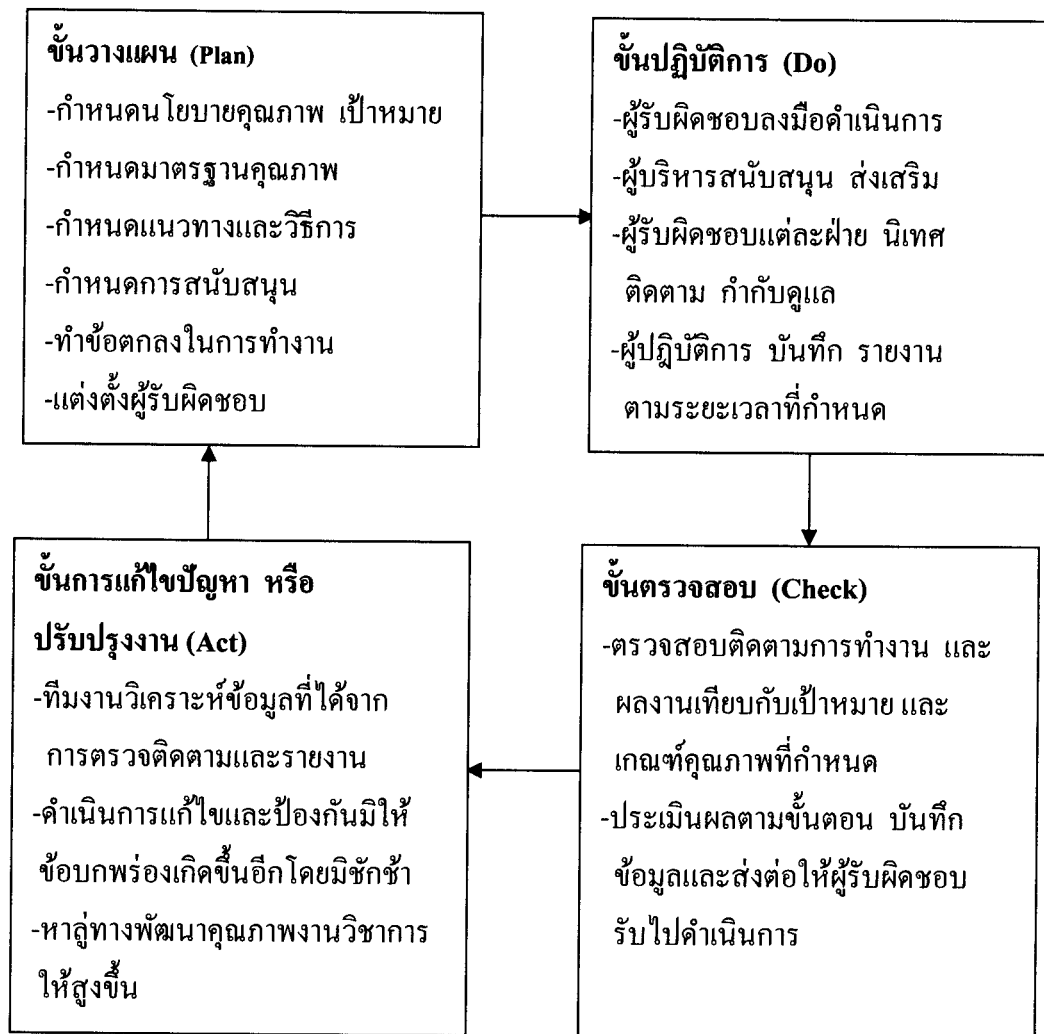 ขั้นวางแผน (Plan)
-กำหนดนโยบายคุณภาพ เป้าหมาย
-กำหนดมาตรฐานคุณภาพ
-กำหนดแนวทางและวิธีการ
-กำหนดการสนับสนุน
-ทำข้อตกลงในการทำงาน
-แต่งตั้งผู้รับผิดชอบ
ขั้นปฏิบัติการ (Do)
-ผู้รับผิดชอบลงมือดำเนินการ
-ผู้บริหารสนับสนุน ส่งเสริม
-ผู้รับผิดชอบแต่ละฝ่าย นิเทศ
ติดตาม กำกับดูแล
-ผู้ปฎิบัติการ บันทึก รายงาน
ตามระยะเวลาที่กำหนด
ขั้นตรวจสอบ (Check)
-ตรวจสอบติดตามการทำงาน และ
ผลงานเทียบกับเป้าหมาย และ
เกณฑ์คุณภาพที่กำหนด
-ประเมินผลตามขั้นตอน บันทึก
ข้อมูลและส่งต่อให้ผู้รับผิดชอบ
รับไปดำเนินการ
ขั้นการแก้ไขปัญหา หรือ
ปรับปรุงงาน (Act)
-ทีมงานวิเคราะห์ข้อมูลที่ได้จาก
การตรวจติดตามและรายงาน
-ดำเนินการแก้ไขและป้องกันมิให้
ข้อบกพร่องเกิดขึ้นอีกโดยมิชักช้า
-หาลู่ทางพัฒนาคุณภาพงานวิชาการ
ให้สูงขึ้น